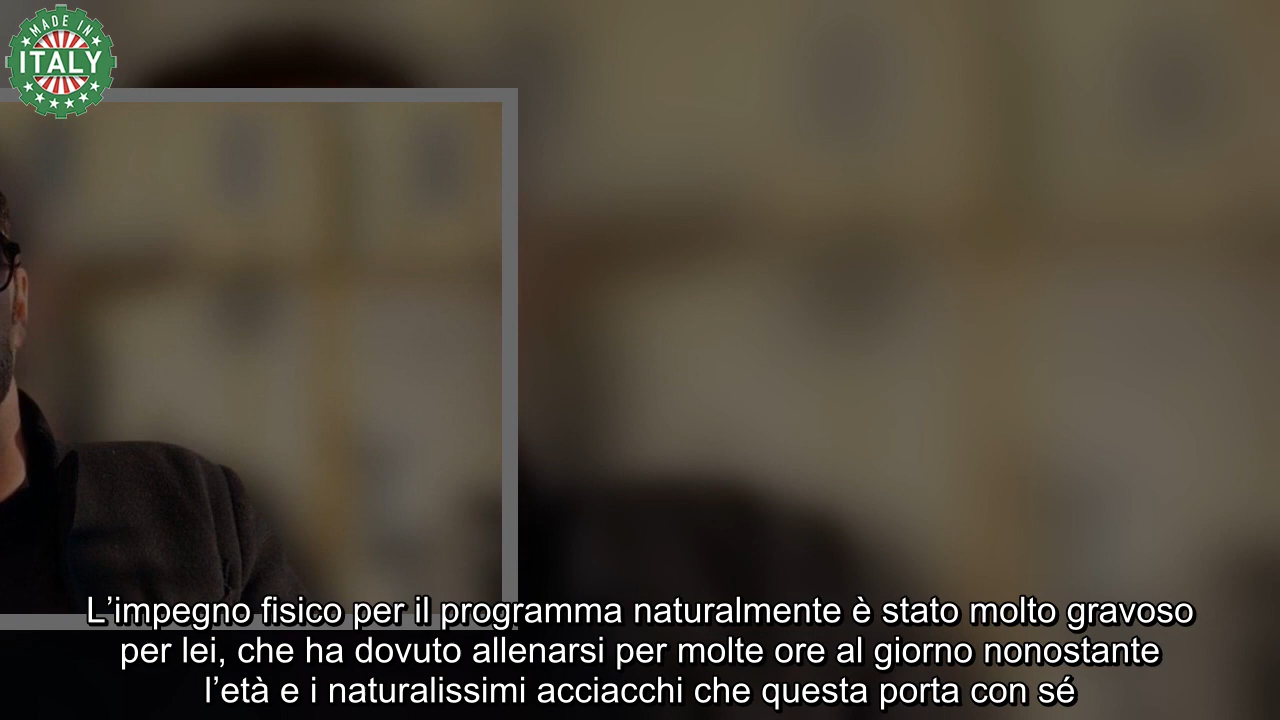 MADE IN
ITALY
L’impegno fisico per il programma naturalmente è stato molto gravoso
per lei, che ha dovuto allenarsi per molte ore al giorno nonostante
l’età e i naturalissimi acciacchi che questa porta con sé